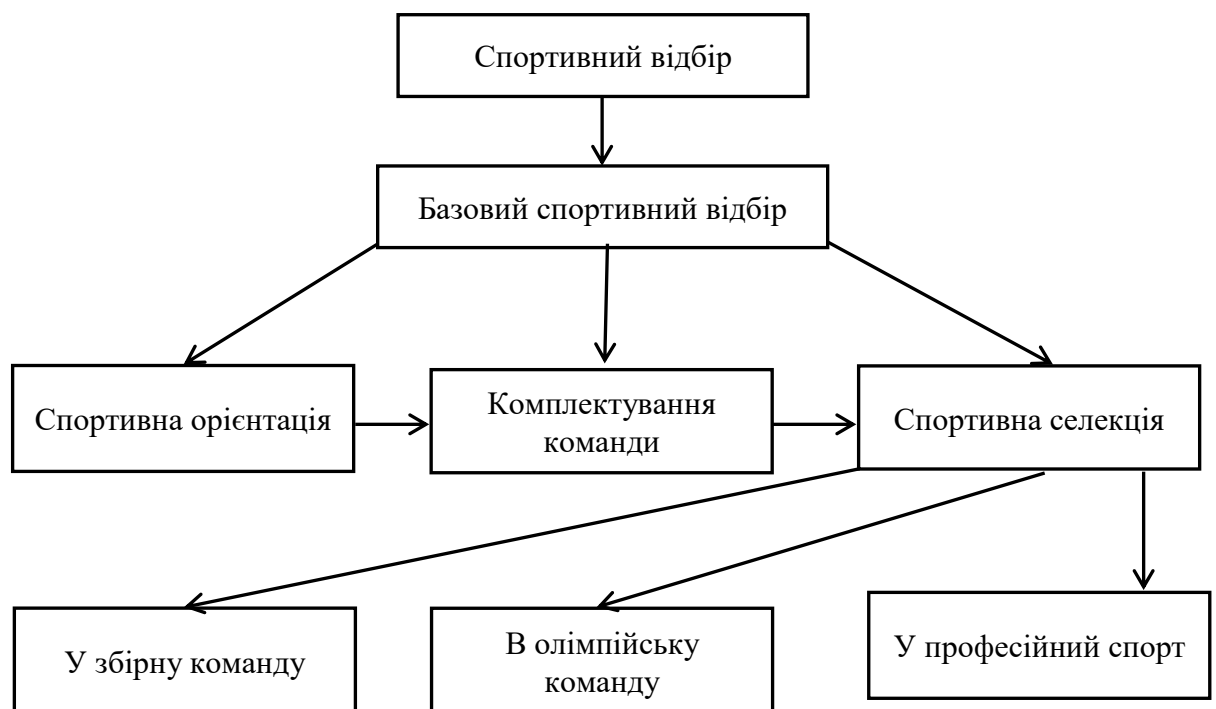 Спортивний відбір
Базовий спортивний відбір
Спортивна орієнтація
Комплектування
команди
Спортивна селекція
У збірну команду
В олімпійську
команду
У професійний спорт